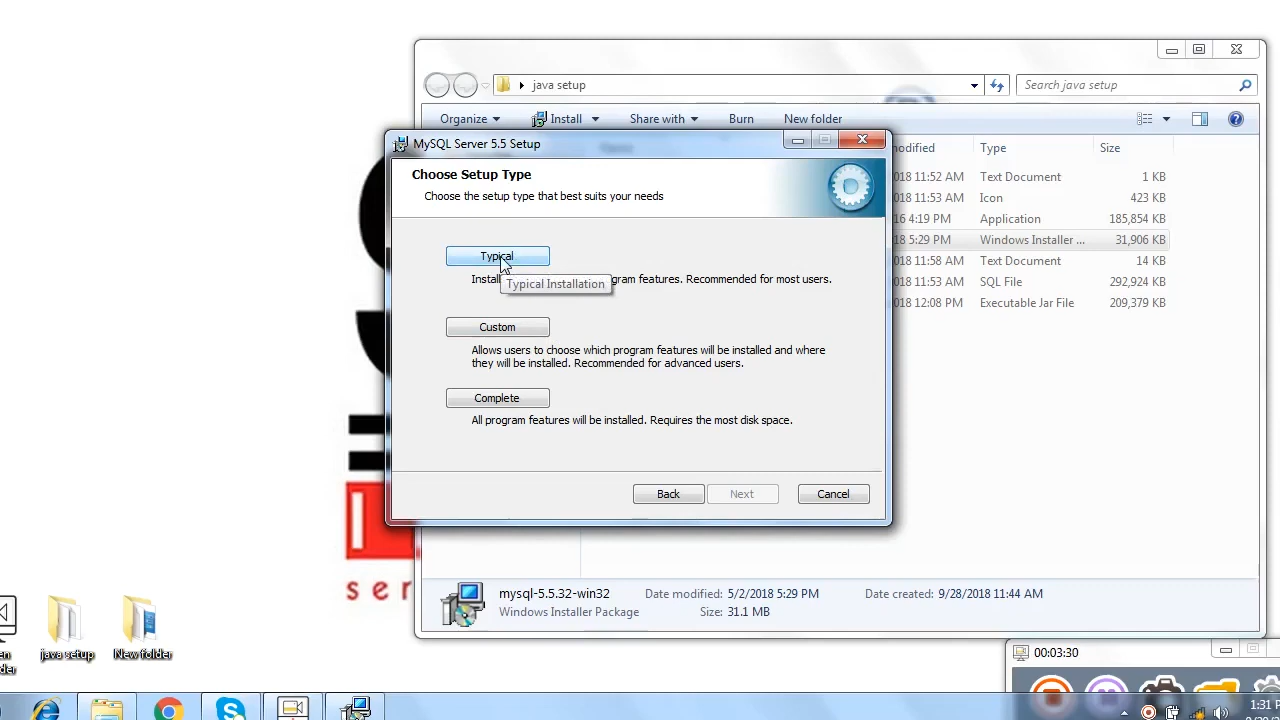 java setup
Search java setup
Organize
Install
Share with
Burn
New folder
Type
Size
018 11:52 AM
Text Document
1 KB
018 11:53 AM
Icon
423 KB
16 4:19 PM
Application
185,854 KB
18 5:29 PM
Windows Installer ...
31,906 KB
018 11:58 AM
Text Document
14 KB
018 11:53 AM
SQL File
292,924 KB
018 12:08 PM
Executable Jar File
209,379 KB
MySQL Server 5.5 Setup
Choose Setup Type
Choose the setup type that best suits your needs
Typical
gram features. Recommended for most users.
Typical Installation
Custom
Allows users to choose which program features will be installed and where
they will be installed. Recommended for advanced users.
Complete
All program features will be installed. Requires the most disk space.
Back
Next
Cancel
mysql-5.5.32-win32
Date modified: 5/2/2018 5:29 PM
Date created: 9/28/2018 11:44 AM
Windows Installer Package
Size: 31.1 MB
ser
java setup
New folder
00:03:30
1:31 P